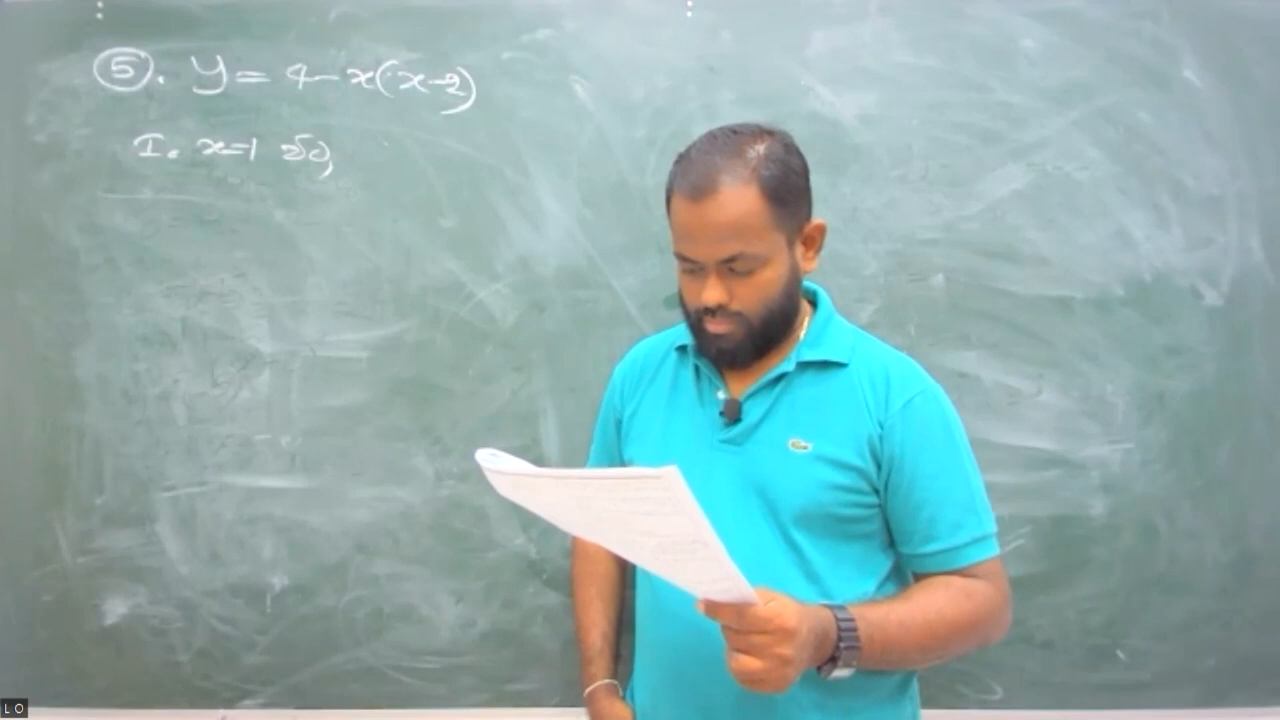 ⑤. y = 4 - x(x-2)
I. x=1 විට,
L O